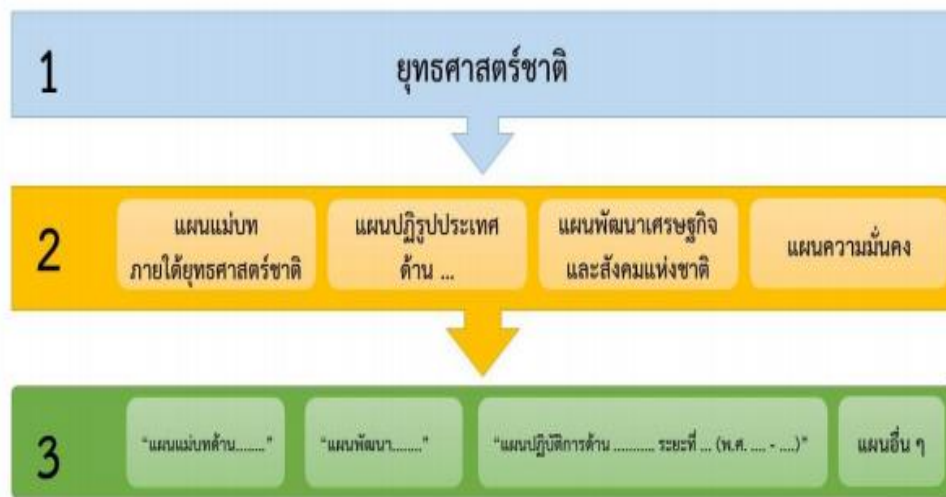 1
ยุทธศาสตร์ชาติ
2
แผนแม่บท
ภายใต้ยุทธศาสตร์ชาติ
แผนปฏิรูปประเทศ
ด้าน ...
แผนพัฒนาเศรษฐกิจ
และสังคมแห่งชาติ
แผนความมั่นคง
3
“แผนแม่บทด้าน........”
“แผนพัฒนา........”
“แผนปฏิบัติการด้าน ........... ระยะที่ ... (พ.ศ. .... - ....)”
แผนอื่น ๆ